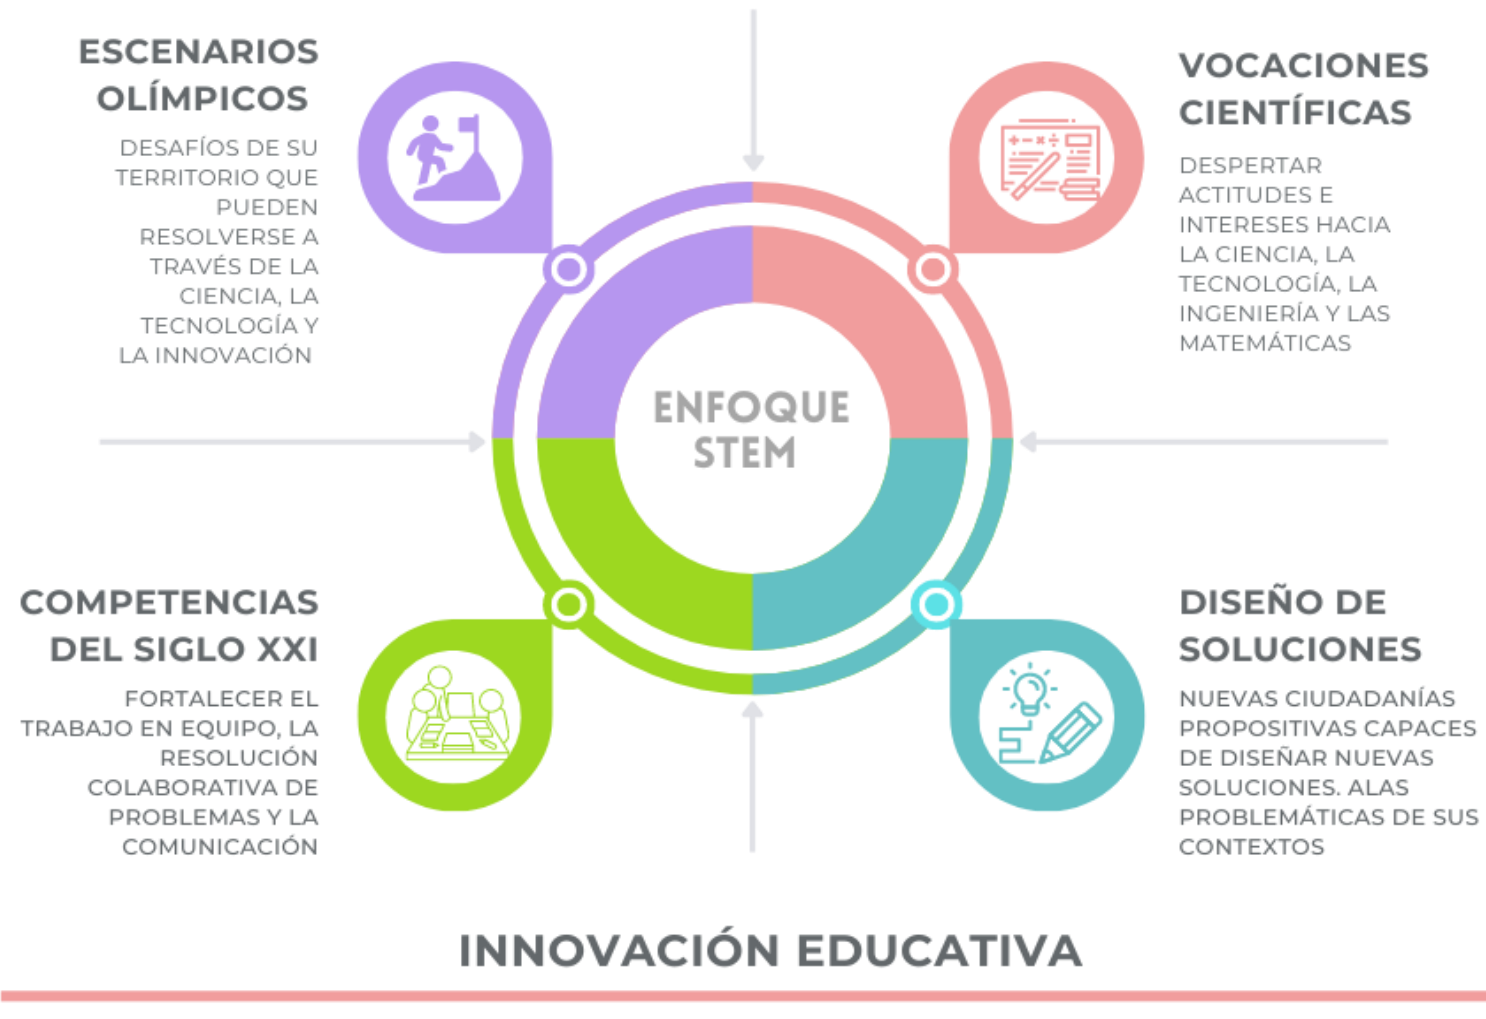 ESCENARIOS
OLÍMPICOS
DESAFÍOS DE SU
TERRITORIO QUE
PUEDEN
RESOLVERSE A
TRAVÉS DE LA
CIENCIA, LA
TECNOLOGÍA Y
LA INNOVACIÓN
VOCACIONES
CIENTÍFICAS
DESPERTAR
ACTITUDES E
INTERESES HACIA
LA CIENCIA, LA
TECNOLOGÍA, LA
INGENIERÍA Y LAS
MATEMÁTICAS
ENFOQUE
STEM
COMPETENCIAS
DEL SIGLO XXI
FORTALECER EL
TRABAJO EN EQUIPO, LA
RESOLUCIÓN
COLABORATIVA DE
PROBLEMAS Y LA
COMUNICACIÓN
DISEÑO DE
SOLUCIONES
NUEVAS CIUDADANÍAS
PROPOSITIVAS CAPACES
DE DISEÑAR NUEVAS
SOLUCIONES. ALAS
PROBLEMÁTICAS DE SUS
CONTEXTOS
INNOVACIÓN EDUCATIVA